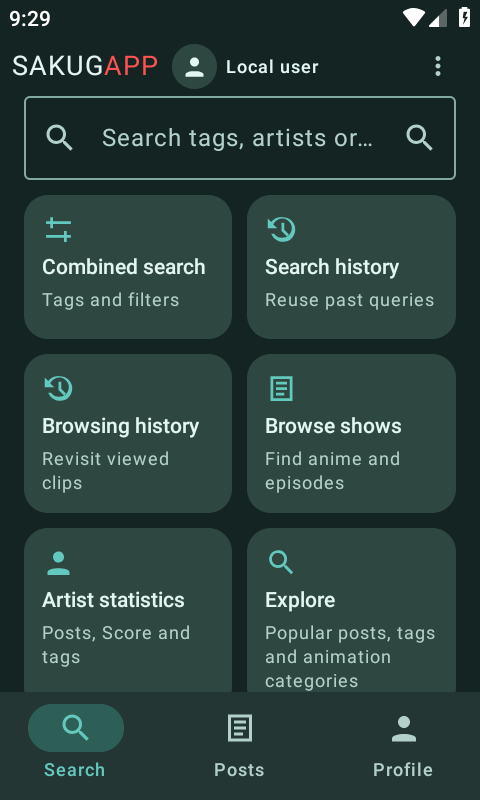 9:29
SAKUGAPP
Local user
Search tags, artists or...
Combined search
Tags and filters
Search history
Reuse past queries
Browsing history
Revisit viewed
clips
Browse shows
Find anime and
episodes
Artist statistics
Posts, Score and
tags
Explore
Popular posts, tags
and animation
categories
Search
Posts
Profile